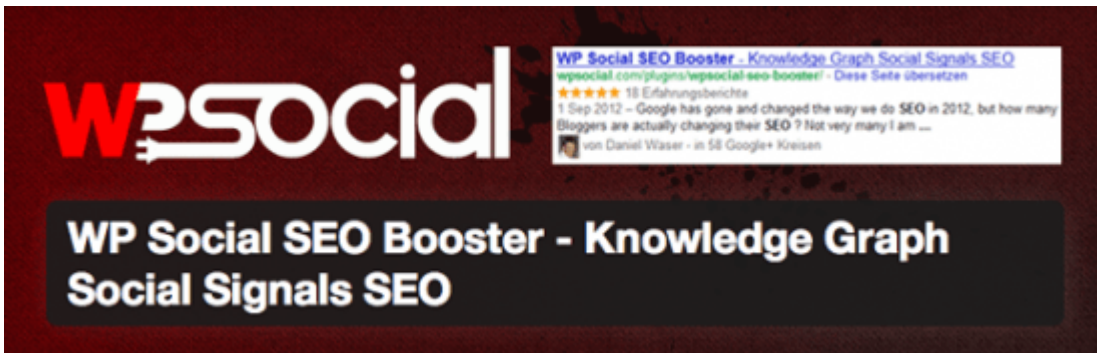 WPSocial
WP Social SEO Booster - Knowledge Graph Social Signals SEO
wpsocial.com/plugins/wpsocial-seo-booster/ - Diese Seite übersetzen
18 Erfahrungsberichte
1 Sep 2012 – Google has gone and changed the way we do SEO in 2012, but how many
Bloggers are actually changing their SEO ? Not very many I am ...
von Daniel Waser - in 58 Google+ Kreisen
WP Social SEO Booster - Knowledge Graph
Social Signals SEO